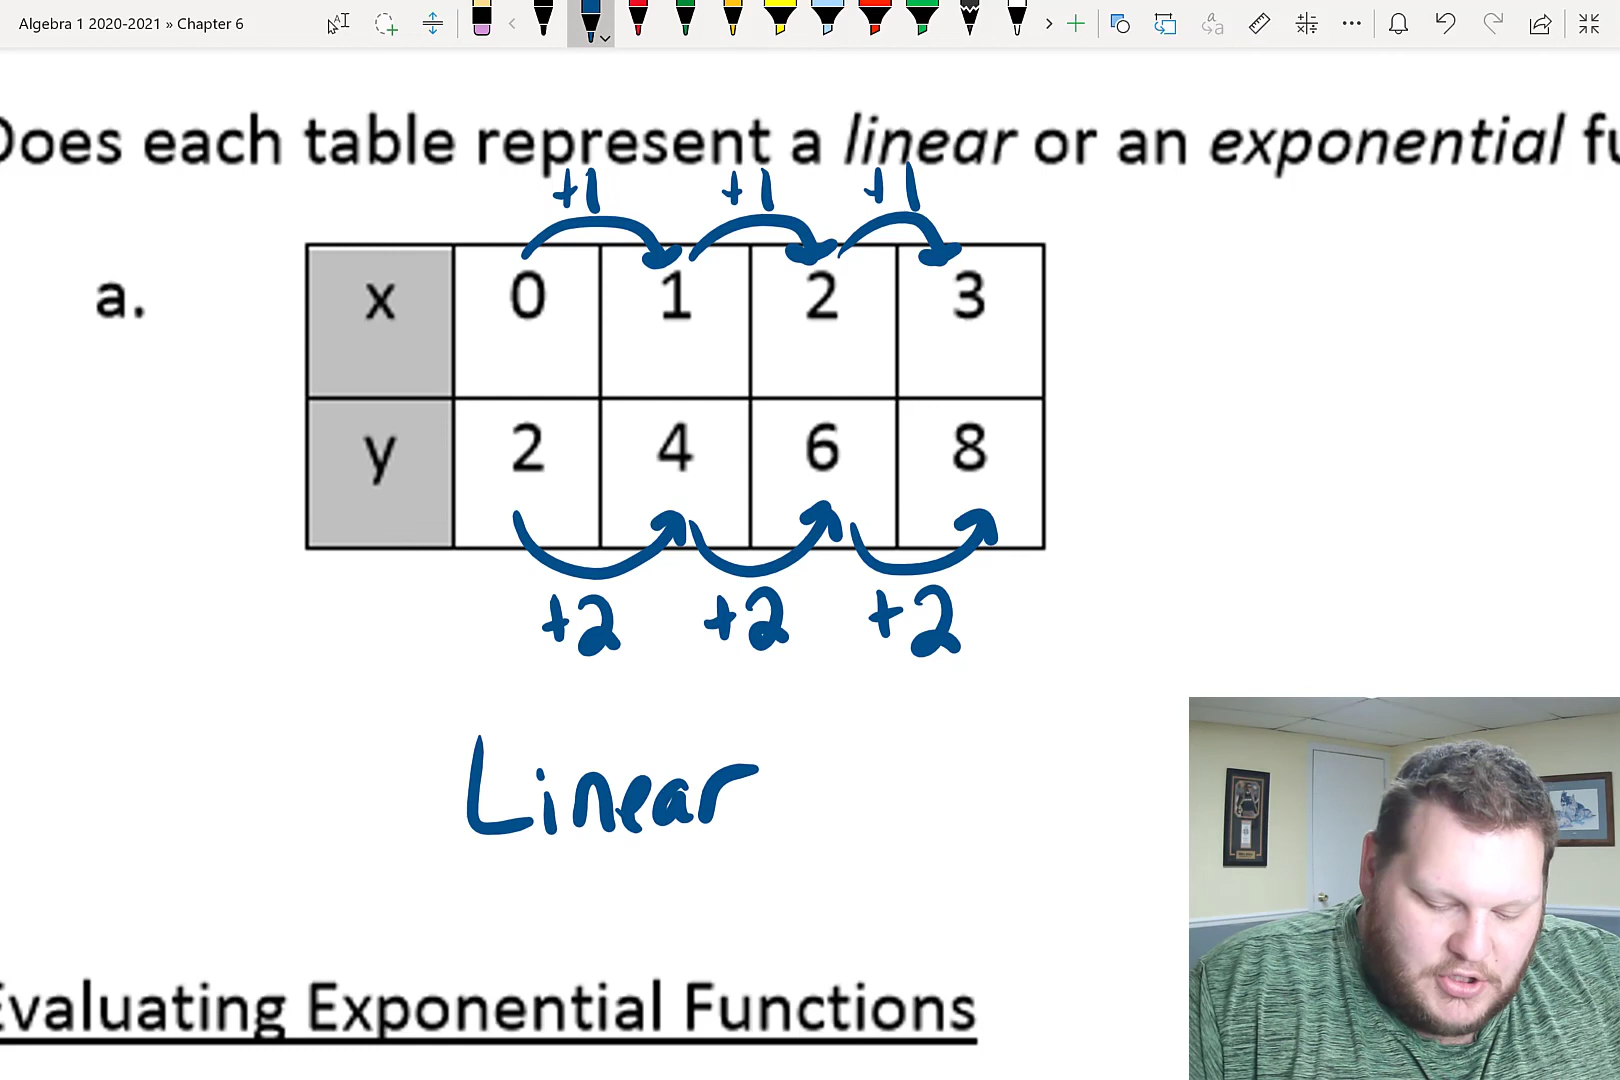 Algebra 1 2020-2021 » Chapter 6
Does each table represent a linear or an exponential fu
+1 +1 +1
a.
x 0 1 2 3
y 2 4 6 8
+2 +2 +2
Linear
Evaluating Exponential Functions